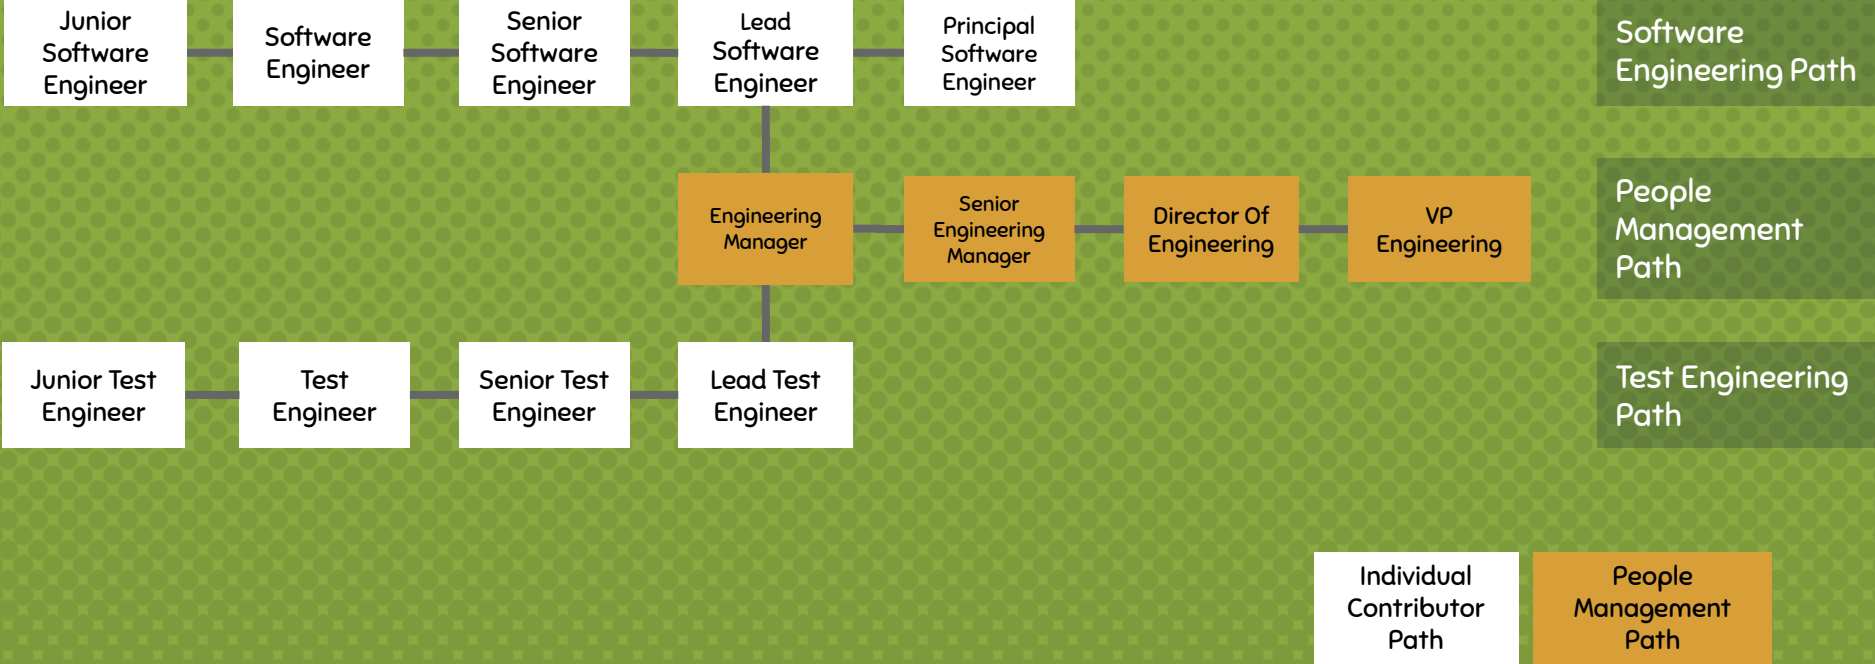 Junior
Software
Engineer
Software
Engineer
Senior
Software
Engineer
Lead
Software
Engineer
Principal
Software
Engineer
Software
Engineering Path
Engineering
Manager
Senior
Engineering
Manager
Director Of
Engineering
VP
Engineering
People
Management
Path
Junior Test
Engineer
Test
Engineer
Senior Test
Engineer
Lead Test
Engineer
Test Engineering
Path
Individual
Contributor
Path
People
Management
Path